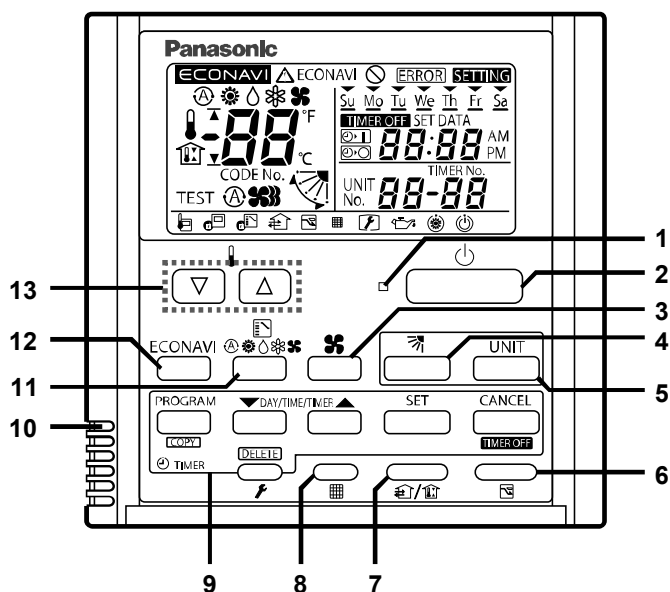 Panasonic
ECONAVI ECONAVI ERROR SETTING
Su Mo Tu We Th Fr Sa
TIMER OFF SET DATA
-88 °F °C
88:88 AM PM
CODE No.
TIMER No.
UNIT No. 88-88
TEST A
1
2
3
4
5
6
7
8
9
10
11
12
13
ECONAVI A
UNIT
PROGRAM DAY/TIME/TIMER SET CANCEL
COPY TIMER OFF
TIMER DELETE